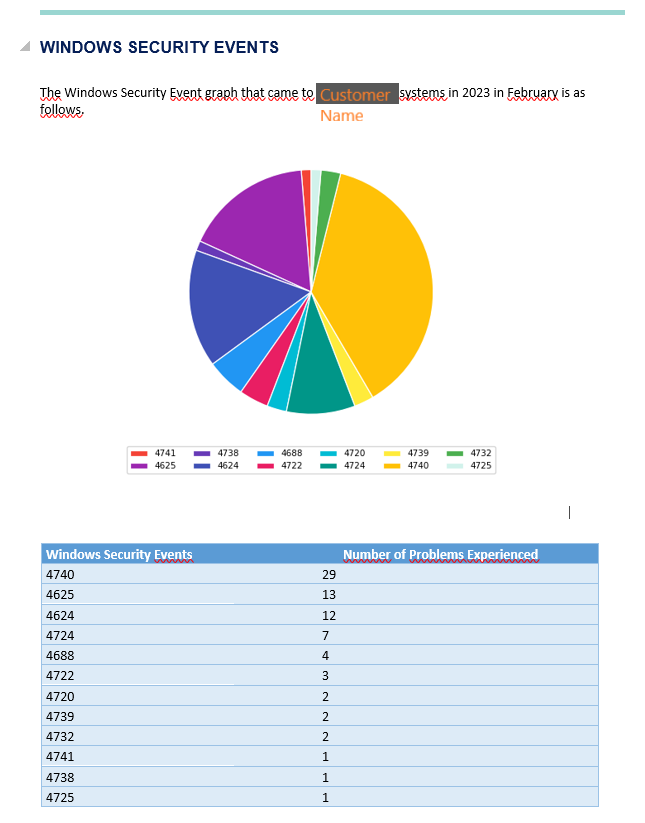 WINDOWS SECURITY EVENTS
The Windows Security Event graph that came to Customer Name systems in 2023 in February is as
follows.
4741 4738 4688 4720 4739 4732
4625 4624 4722 4724 4740 4725
Windows Security Events Number of Problems Experienced
4740 29
4625 13
4624 12
4724 7
4688 4
4722 3
4720 2
4739 2
4732 2
4741 1
4738 1
4725 1